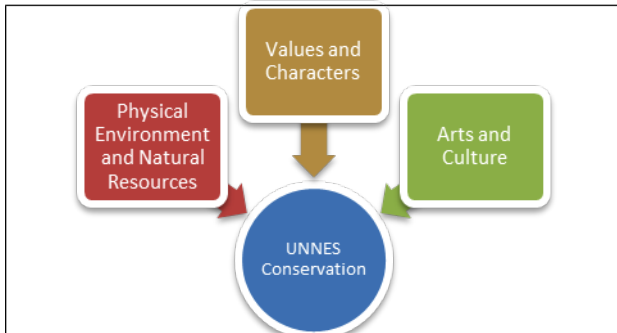 Values and
Characters
Physical
Environment
and Natural
Resources
Arts and
Culture
UNNES
Conservation